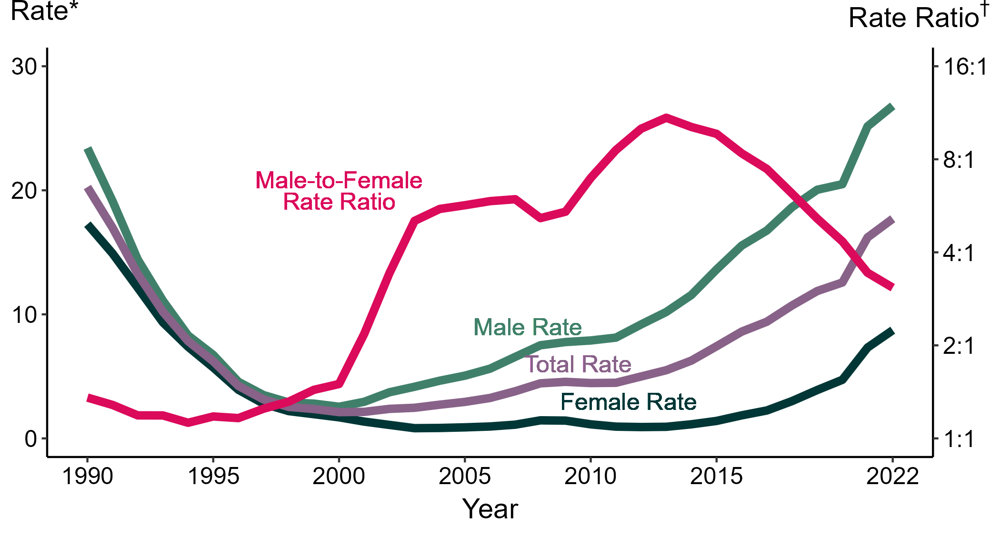 Rate*
Rate Ratio†
30
16:1
Male-to-Female
Rate Ratio
8:1
20
4:1
Male Rate
10
2:1
Total Rate
Female Rate
0
1:1
1990 1995 2000 2005 2010 2015 2022
Year